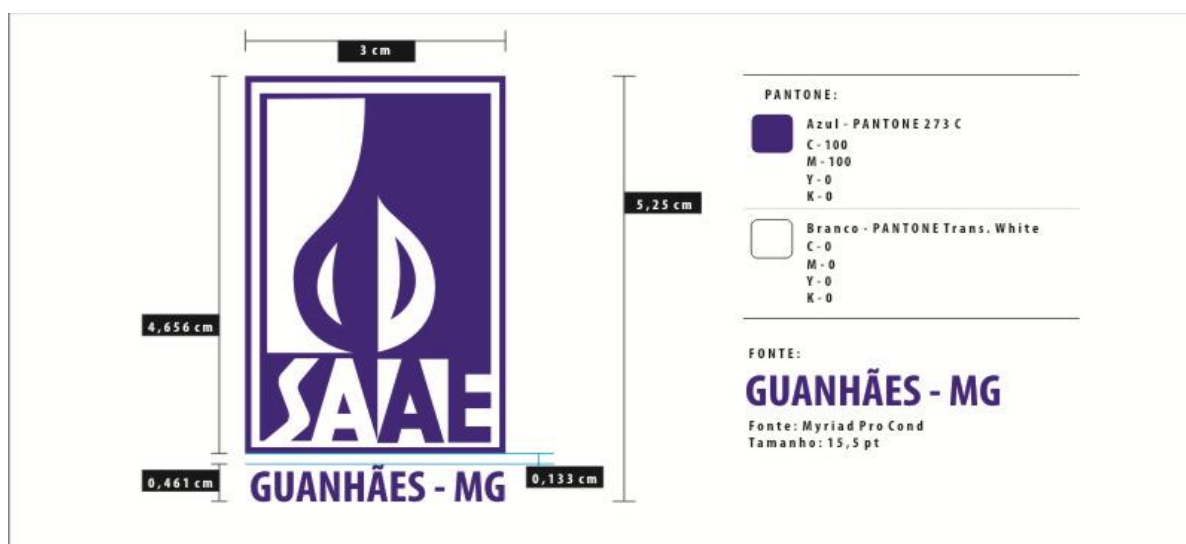 3 cm
4,656 cm
5,25 cm
SAAE
0,461 cm
GUANHÃES - MG
0,133 cm
PANTONE:
Azul - PANTONE 273 C
C - 100
M - 100
Y - 0
K - 0
Branco - PANTONE Trans. White
C - 0
M - 0
Y - 0
K - 0
FONTE:
GUANHÃES - MG
Fonte: Myriad Pro Cond
Tamanho: 15,5 pt